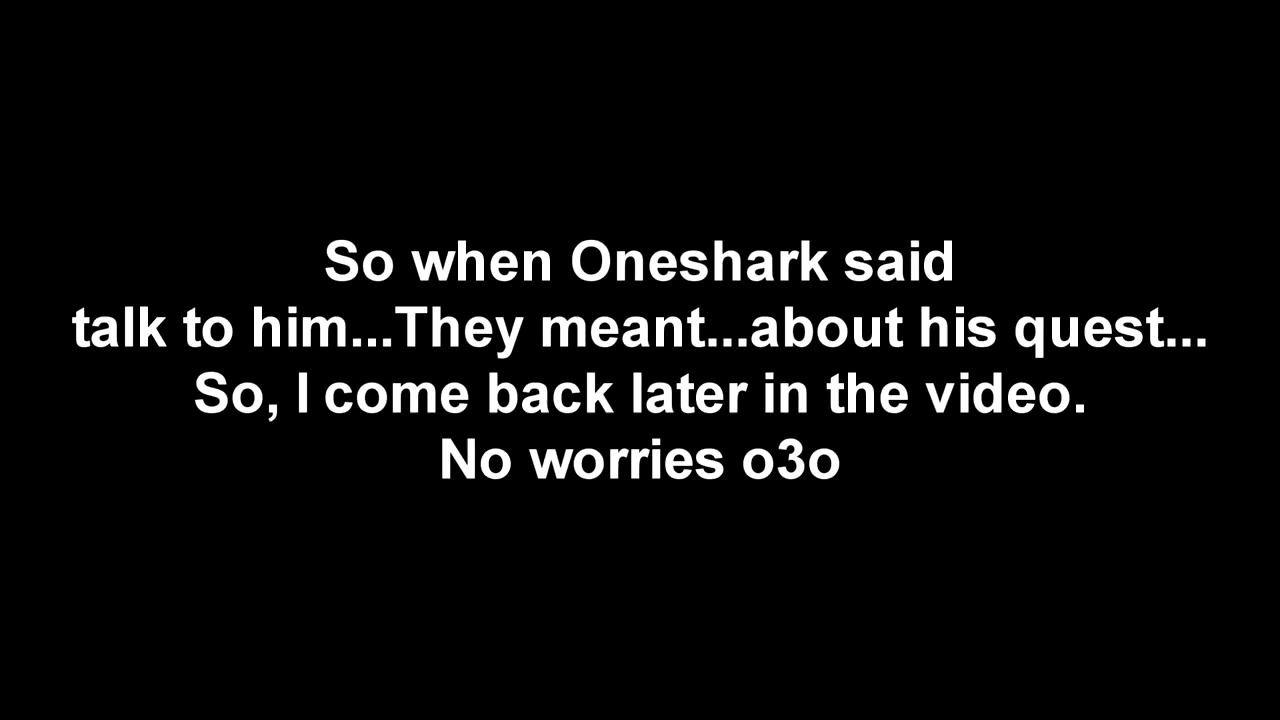 So when Oneshark said
talk to him...They meant...about his quest...
So, I come back later in the video.
No worries o3o